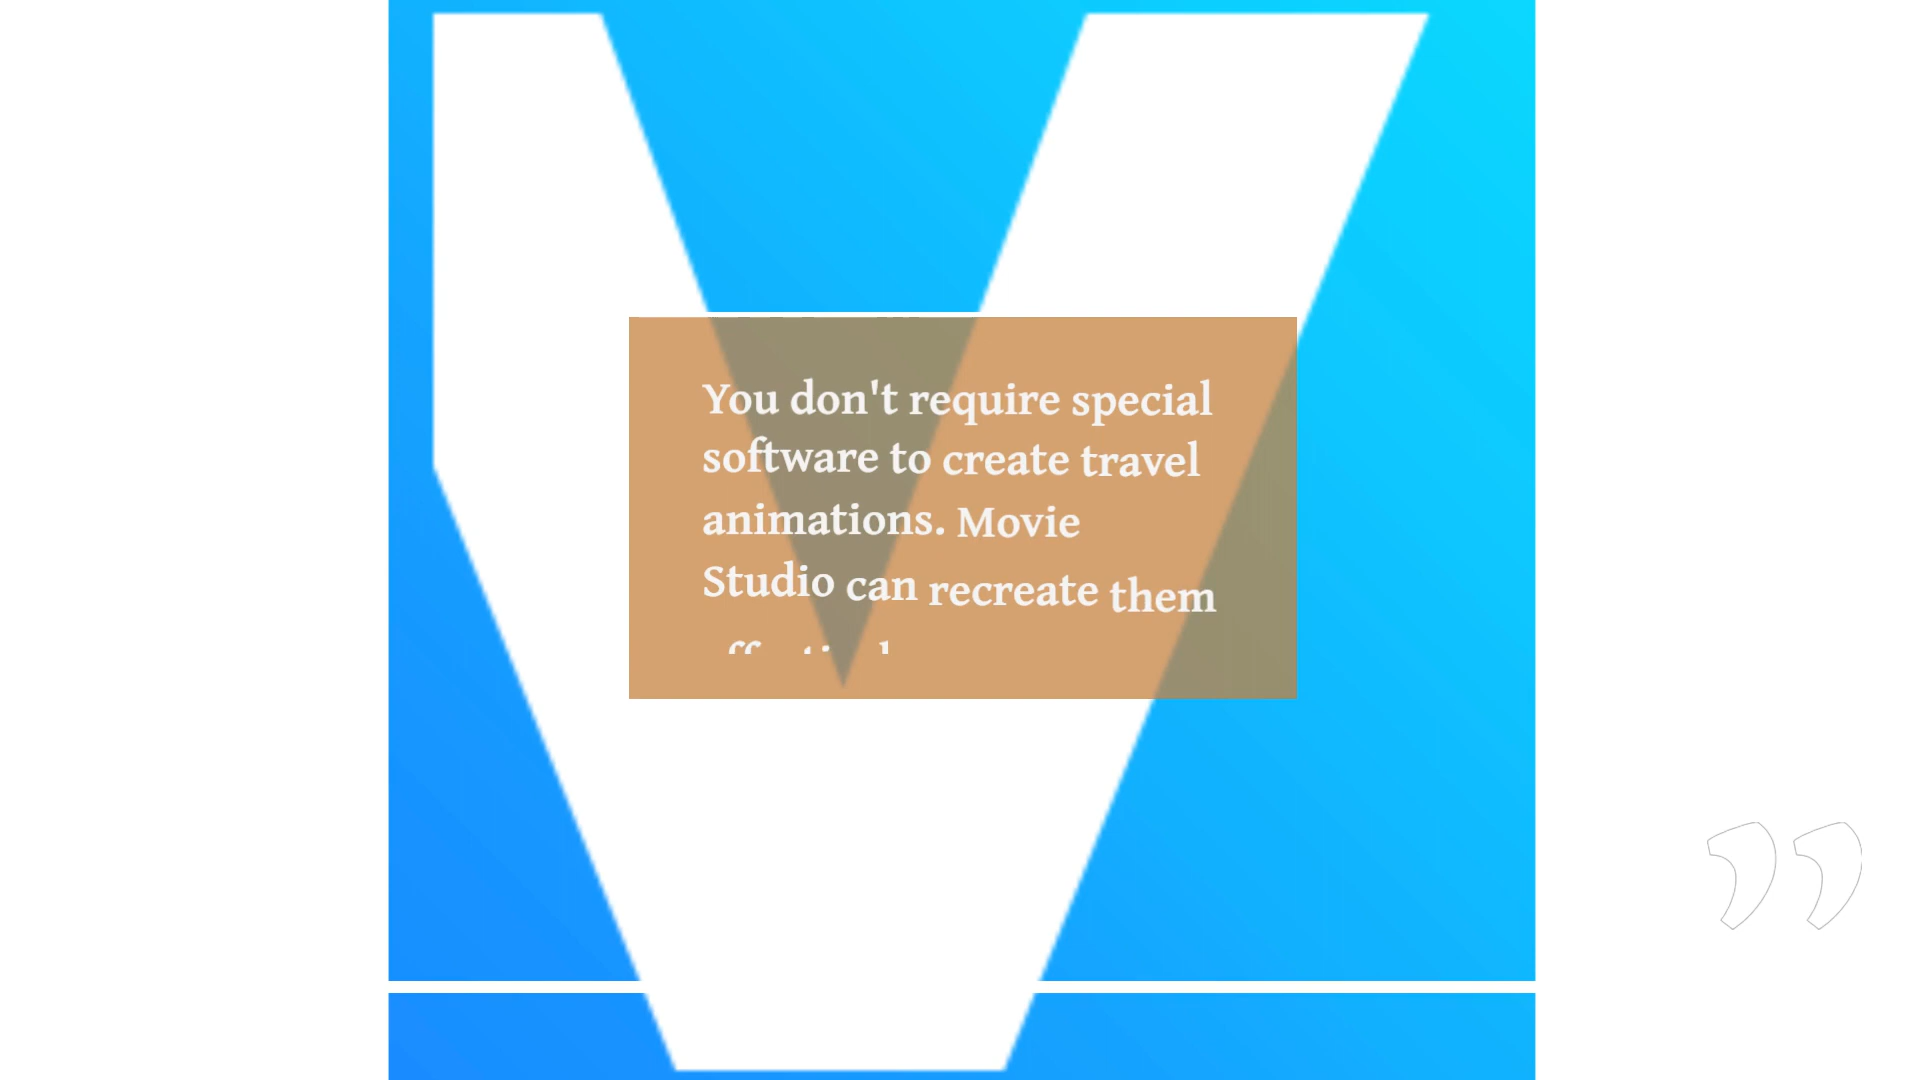 You don't require special
software to create travel
animations. Movie
Studio can recreate them